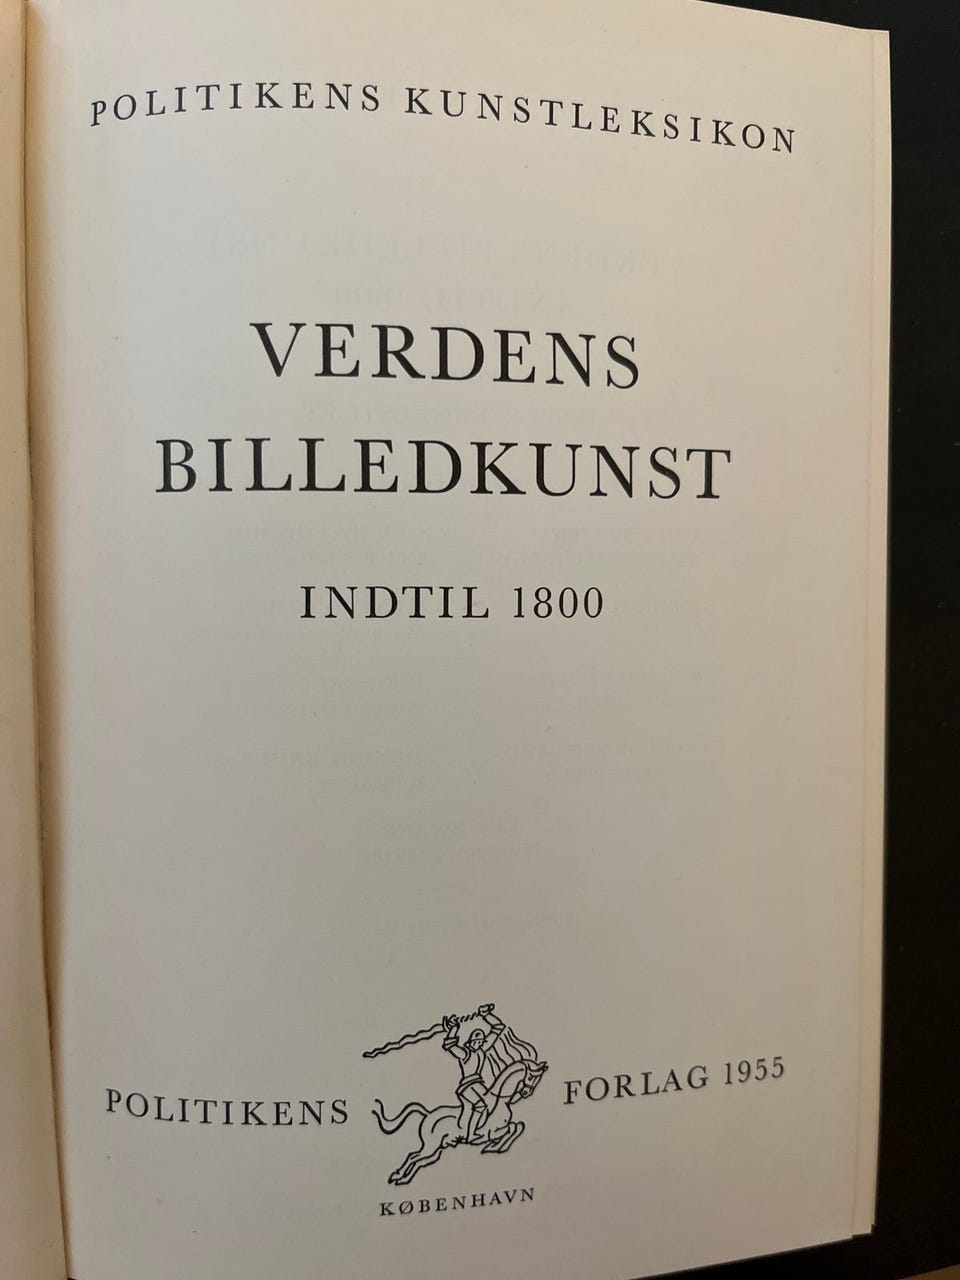 POLITIKENS KUNSTLEKSIKON
VERDENS
BILLEDKUNST
INDTIL 1800
POLITIKENS FORLAG 1955
KØBENHAVN